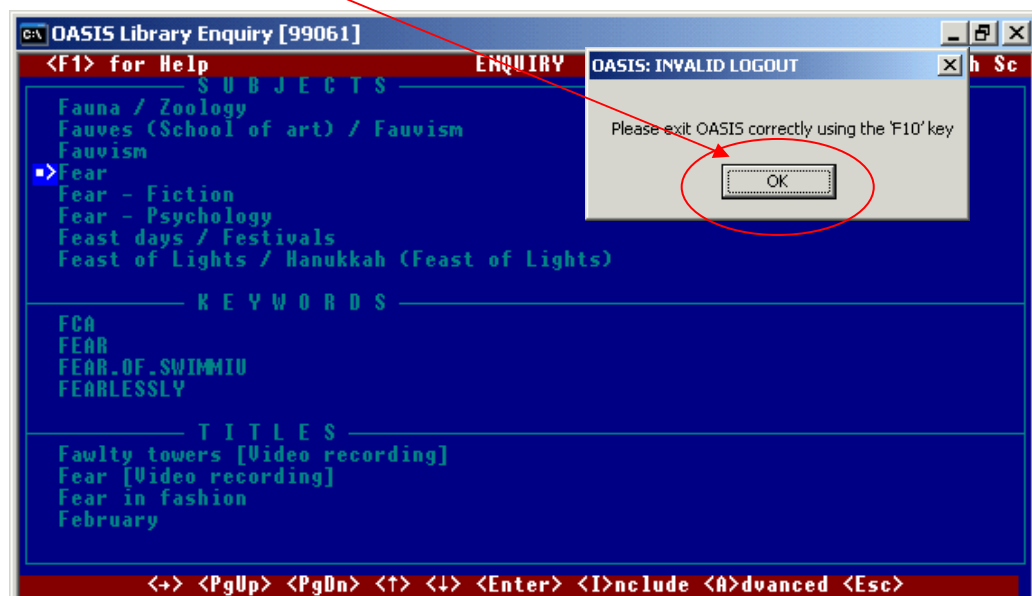 OASIS Library Enquiry [99061]
<F1> for Help ENQUIRY h Sc
OASIS: INVALID LOGOUT
Please exit OASIS correctly using the 'F10' key
OK
S U B J E C T S
Fauna / Zoology
Fauves (School of art) / Fauvism
Fauvism
Fear
Fear - Fiction
Fear - Psychology
Feast days / Festivals
Feast of Lights / Hanukkah (Feast of Lights)
K E Y W O R D S
FCA
FEAR
FEAR.OF.SWIMMIU
FEARLESSLY
T I T L E S
Fawlty towers [Video recording]
Fear [Video recording]
Fear in fashion
February
<→> <PgUp> <PgDn> <↑> <↓> <Enter> <I>nclude <A>dvanced <Esc>